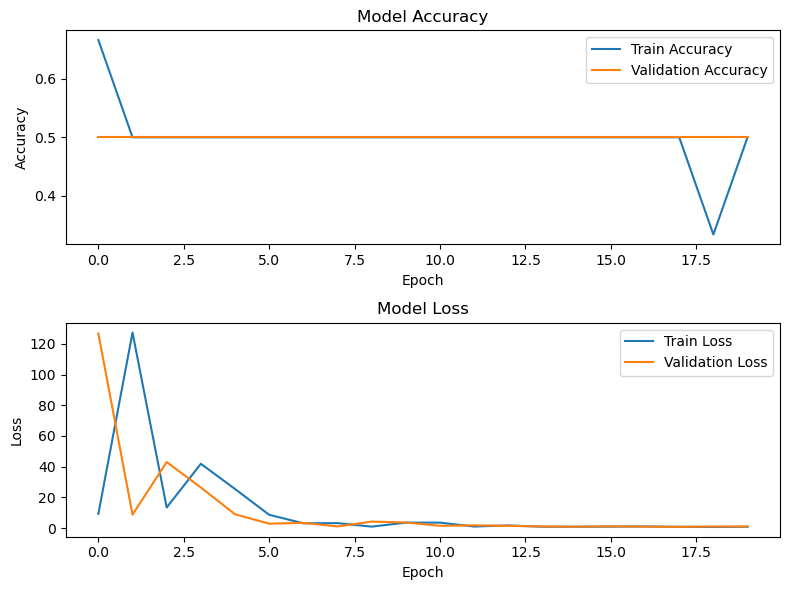 Model Accuracy
Train Accuracy
Validation Accuracy
0.6
0.5
0.4
Accuracy
0.0 2.5 5.0 7.5 10.0 12.5 15.0 17.5
Epoch
Model Loss
Train Loss
Validation Loss
120
100
80
60
40
20
0
Loss
0.0 2.5 5.0 7.5 10.0 12.5 15.0 17.5
Epoch